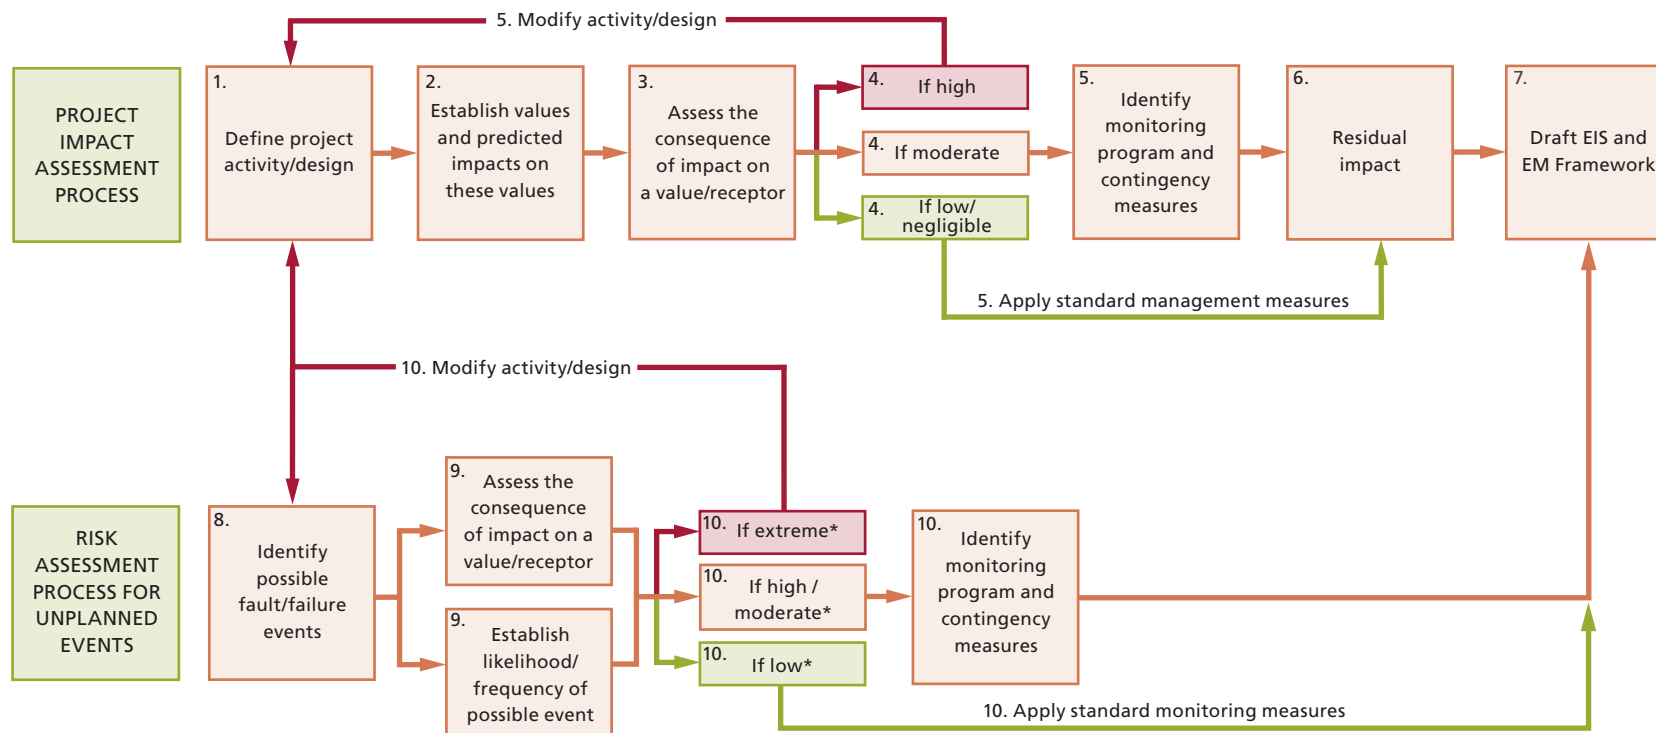 5. Modify activity/design
PROJECT
IMPACT
ASSESSMENT
PROCESS
1.
Define project
activity/design
2.
Establish values
and predicted
impacts on
these values
3.
Assess the
consequence
of impact on
a value/receptor
4.
If high
4.
If moderate
4.
If low/
negligible
5.
Identify
monitoring
program and
contingency
measures
6.
Residual
impact
7.
Draft EIS and
EM Framework
5. Apply standard management measures
10. Modify activity/design
RISK
ASSESSMENT
PROCESS FOR
UNPLANNED
EVENTS
8.
Identify
possible
fault/failure
events
9.
Assess the
consequence
of impact on a
value/receptor
9.
Establish
likelihood/
frequency of
possible event
10.
If extreme*
10.
If high /
moderate*
10.
If low*
10.
Identify
monitoring
program and
contingency
measures
10. Apply standard monitoring measures